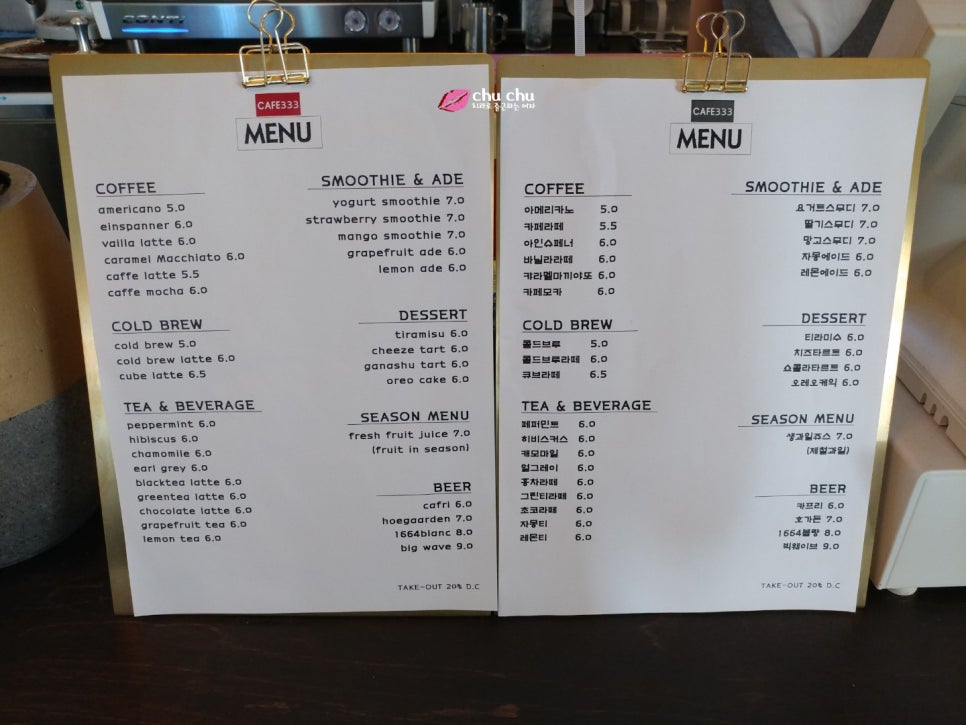 CONTI
chu chu
CAFE333
MENU
COFFEE
americano 5.0
einspanner 6.0
vailla latte 6.0
caramel Macchiato 6.0
caffe latte 5.5
caffe mocha 6.0
COLD BREW
cold brew 5.0
cold brew latte 6.0
cube latte 6.5
TEA & BEVERAGE
peppermint 6.0
hibiscus 6.0
chamomile 6.0
earl grey 6.0
blacktea latte 6.0
greentea latte 6.0
chocolate latte 6.0
grapefruit tea 6.0
lemon tea 6.0
SMOOTHIE & ADE
yogurt smoothie 7.0
strawberry smoothie 7.0
mango smoothie 7.0
grapefruit ade 6.0
lemon ade 6.0
DESSERT
tiramisu 6.0
cheeze tart 6.0
ganashu tart 6.0
oreo cake 6.0
SEASON MENU
fresh fruit juice 7.0
(fruit in season)
BEER
cafri 6.0
hoegaarden 7.0
1664blanc 8.0
big wave 9.0
TAKE-OUT 20% D.C
CAFE333
MENU
COFFEE
아메리카노 5.0
카페라떼 5.5
아인슈페너 6.0
바닐라라떼 6.0
캬라멜마끼야또 6.0
카페모카 6.0
COLD BREW
콜드브루 5.0
콜드브루라떼 6.0
큐브라떼 6.5
TEA & BEVERAGE
페퍼민트 6.0
히비스커스 6.0
캐모마일 6.0
얼그레이 6.0
홍차라떼 6.0
그린티라떼 6.0
초코라떼 6.0
자몽티 6.0
레몬티 6.0
SMOOTHIE & ADE
요거트스무디 7.0
딸기스무디 7.0
망고스무디 7.0
자몽에이드 6.0
레몬에이드 6.0
DESSERT
티라미수 6.0
치즈타르트 6.0
쇼콜라타르트 6.0
오레오케익 6.0
SEASON MENU
생과일쥬스 7.0
(제철과일)
BEER
카프리 6.0
호가든 7.0
1664블랑 8.0
빅웨이브 9.0
TAKE-OUT 20% D.C